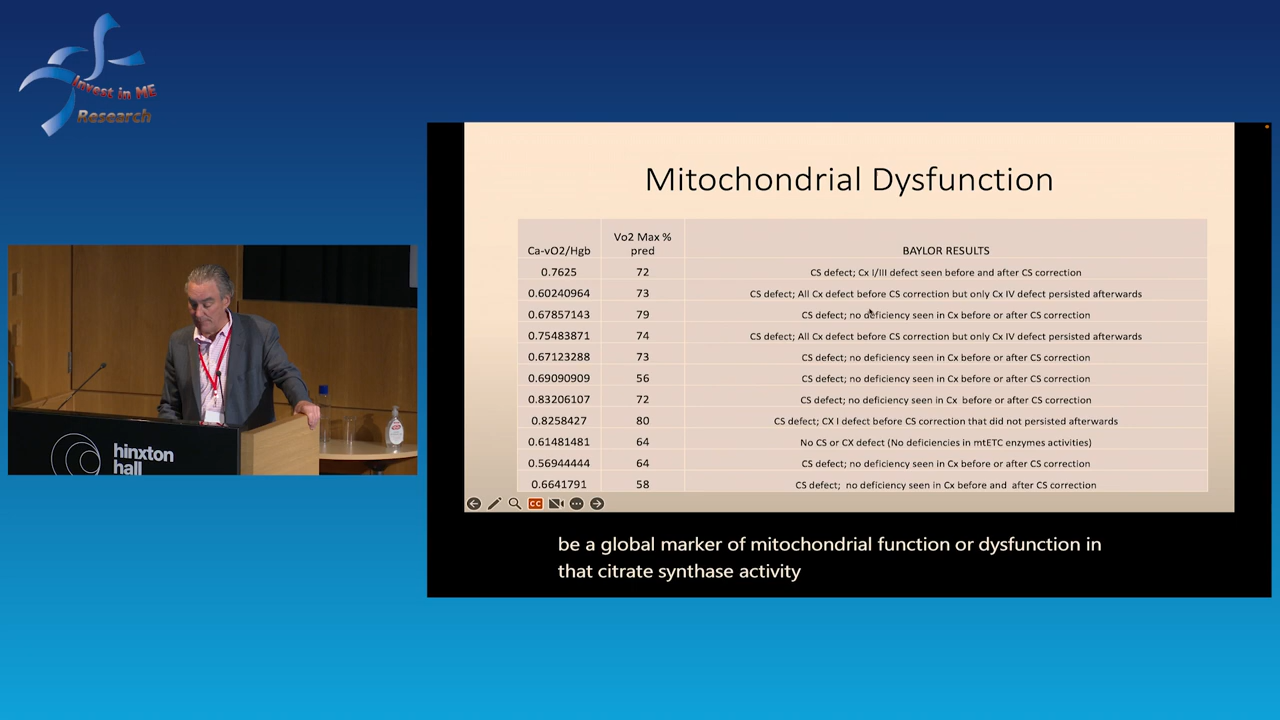 Invest in ME
Research
hinxton
hall
Mitochondrial Dysfunction
Ca-vO2/Hgb Vo2 Max % pred BAYLOR RESULTS
0.7625 72 CS defect; Cx I/III defect seen before and after CS correction
0.60240964 73 CS defect; All Cx defect before CS correction but only Cx IV defect persisted afterwards
0.67857143 79 CS defect; no deficiency seen in Cx before or after CS correction
0.75483871 74 CS defect; All Cx defect before CS correction but only Cx IV defect persisted afterwards
0.67123288 73 CS defect; no deficiency seen in Cx before or after CS correction
0.69090909 56 CS defect; no deficiency seen in Cx before or after CS correction
0.83206107 72 CS defect; no deficiency seen in Cx before or after CS correction
0.8258427 80 CS defect; CX I defect before CS correction that did not persisted afterwards
0.61481481 64 No CS or CX defect (No deficiencies in mtETC enzymes activities)
0.56944444 64 CS defect; no deficiency seen in Cx before or after CS correction
0.6641791 58 CS defect; no deficiency seen in Cx before and after CS correction
CC
be a global marker of mitochondrial function or dysfunction in
that citrate synthase activity